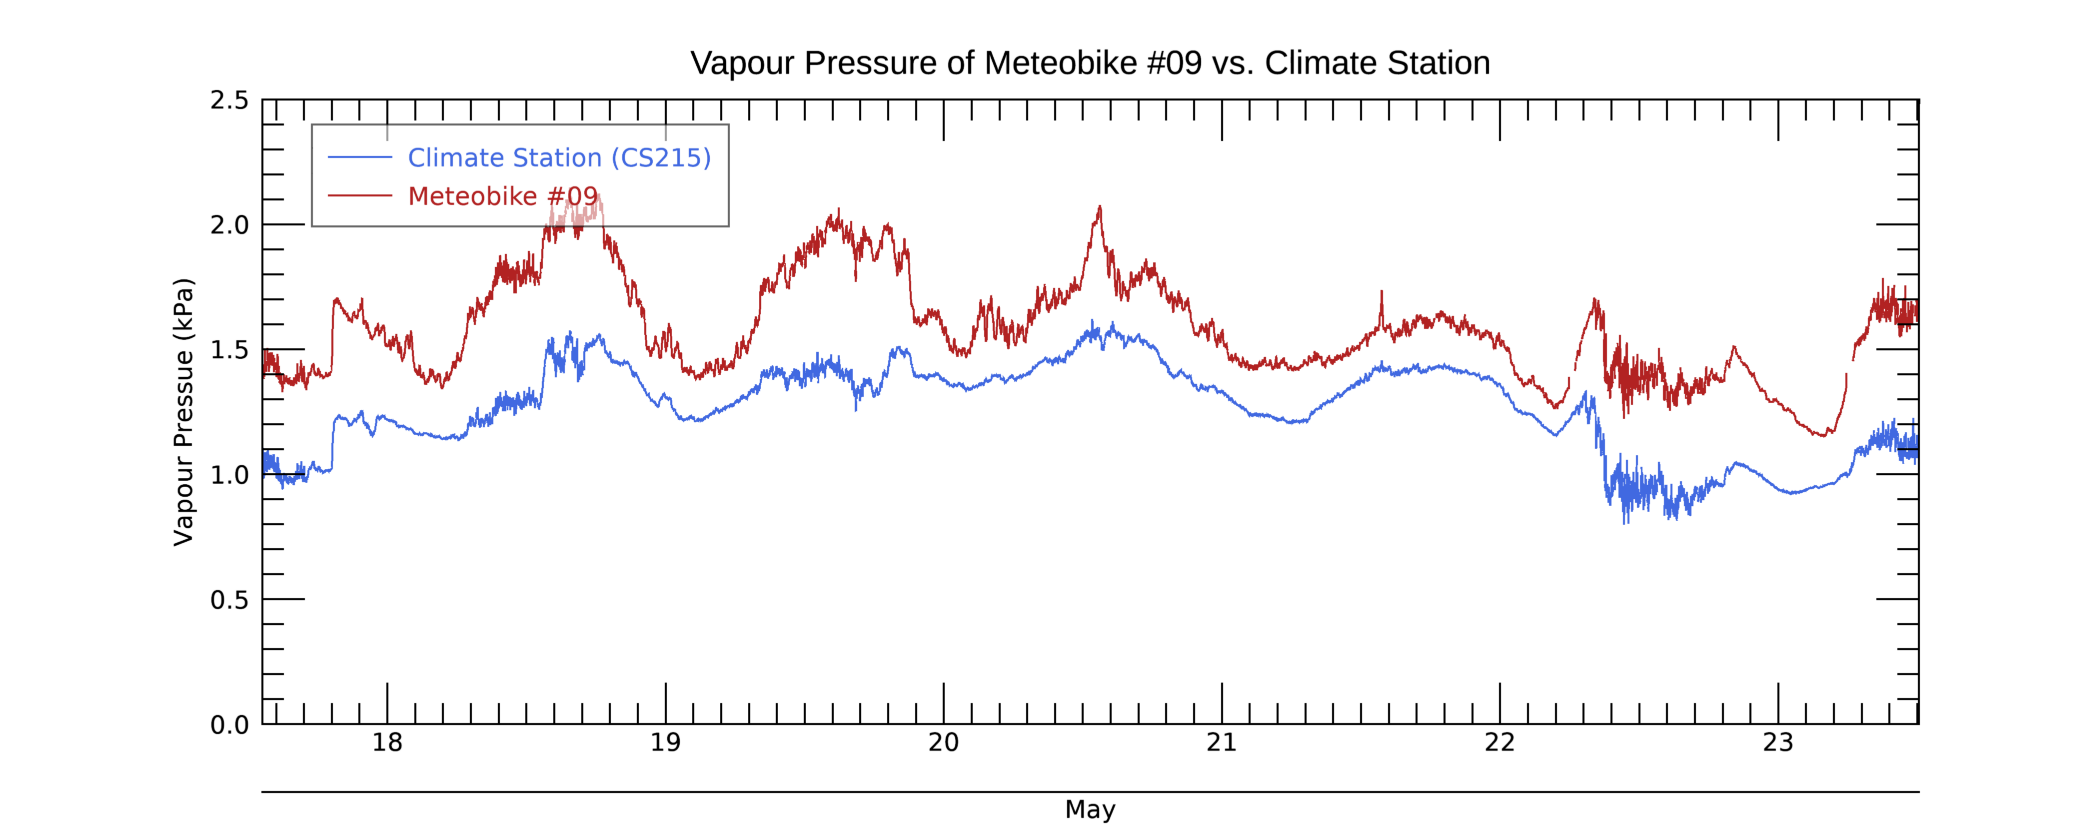 Vapour Pressure of Meteobike #09 vs. Climate Station
Vapour Pressue (kPa)
2.5
2.0
1.5
1.0
0.5
0.0
Climate Station (CS215)
Meteobike #09
18 19 20 21 22 23
May